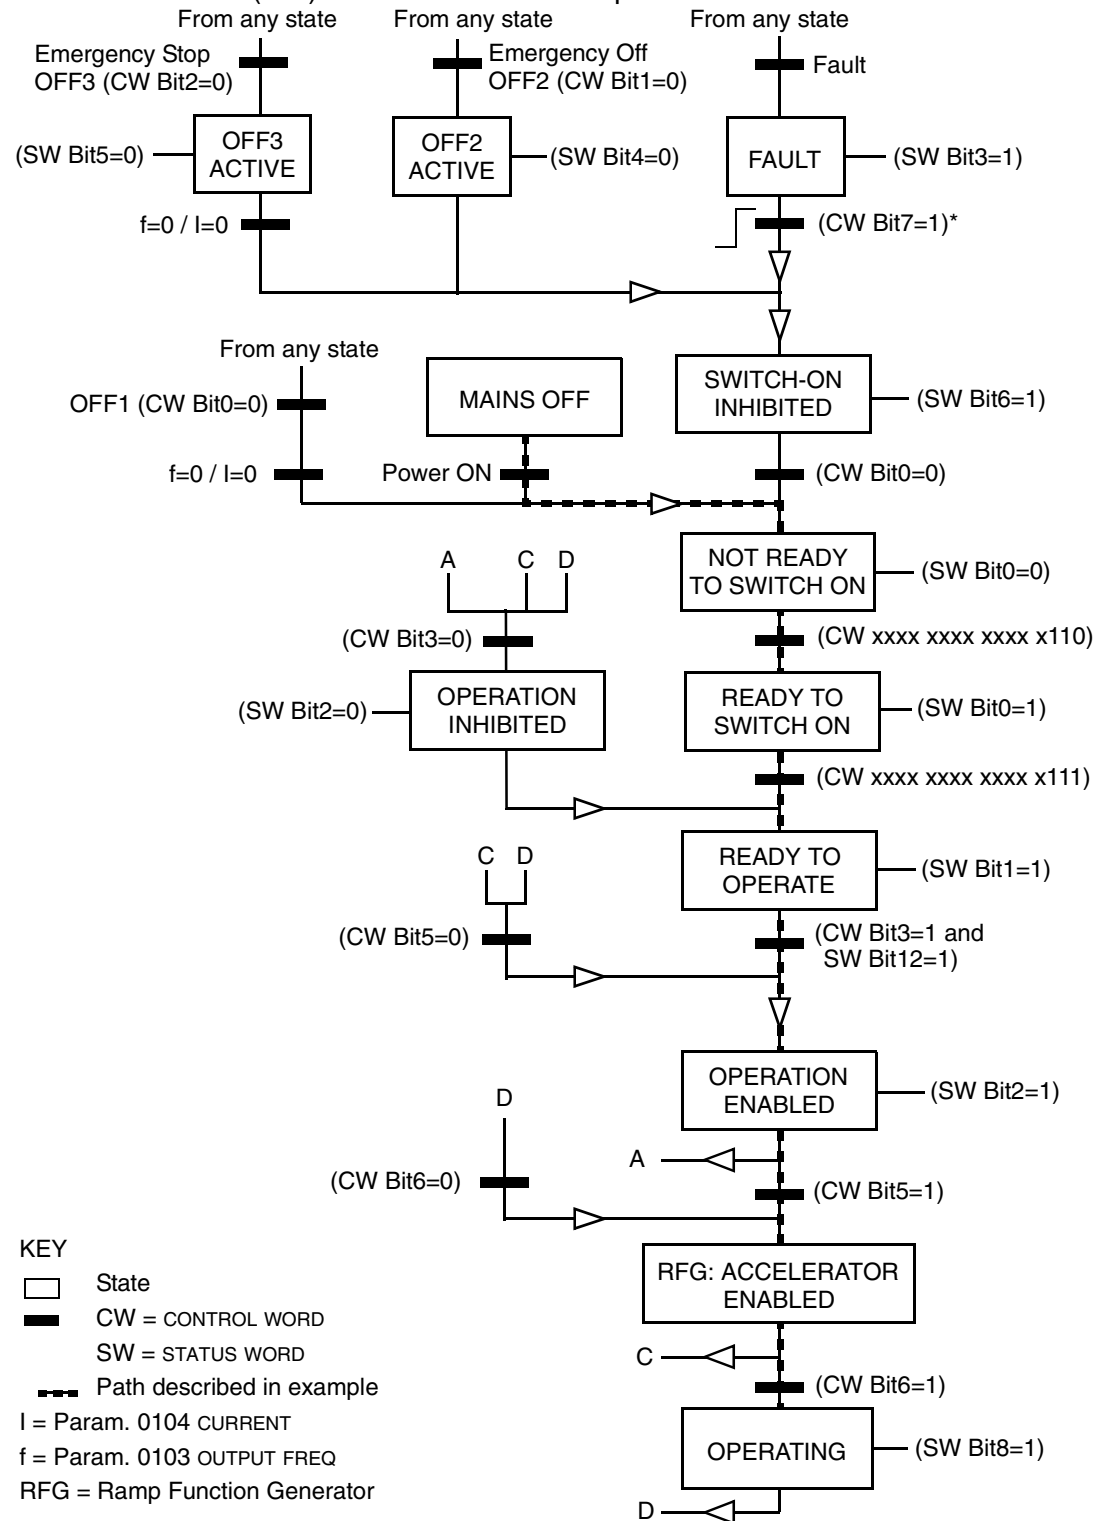 From any state
From any state
From any state
Emergency Stop
OFF3 (CW Bit2=0)
Emergency Off
OFF2 (CW Bit1=0)
Fault
(SW Bit5=0)
OFF3
ACTIVE
OFF2
ACTIVE
(SW Bit4=0)
FAULT
(SW Bit3=1)
f=0 / I=0
(CW Bit7=1)*
From any state
OFF1 (CW Bit0=0)
MAINS OFF
SWITCH-ON
INHIBITED
(SW Bit6=1)
f=0 / I=0
Power ON
(CW Bit0=0)
A
C
D
NOT READY
TO SWITCH ON
(SW Bit0=0)
(CW Bit3=0)
(CW xxxx xxxx xxxx x110)
(SW Bit2=0)
OPERATION
INHIBITED
READY TO
SWITCH ON
(SW Bit0=1)
(CW xxxx xxxx xxxx x111)
C
D
READY TO
OPERATE
(SW Bit1=1)
(CW Bit5=0)
(CW Bit3=1 and
SW Bit12=1)
OPERATION
ENABLED
(SW Bit2=1)
D
A
(CW Bit6=0)
(CW Bit5=1)
RFG: ACCELERATOR
ENABLED
C
(CW Bit6=1)
OPERATING
(SW Bit8=1)
D
KEY
State
CW = CONTROL WORD
SW = STATUS WORD
Path described in example
I = Param. 0104 CURRENT
f = Param. 0103 OUTPUT FREQ
RFG = Ramp Function Generator